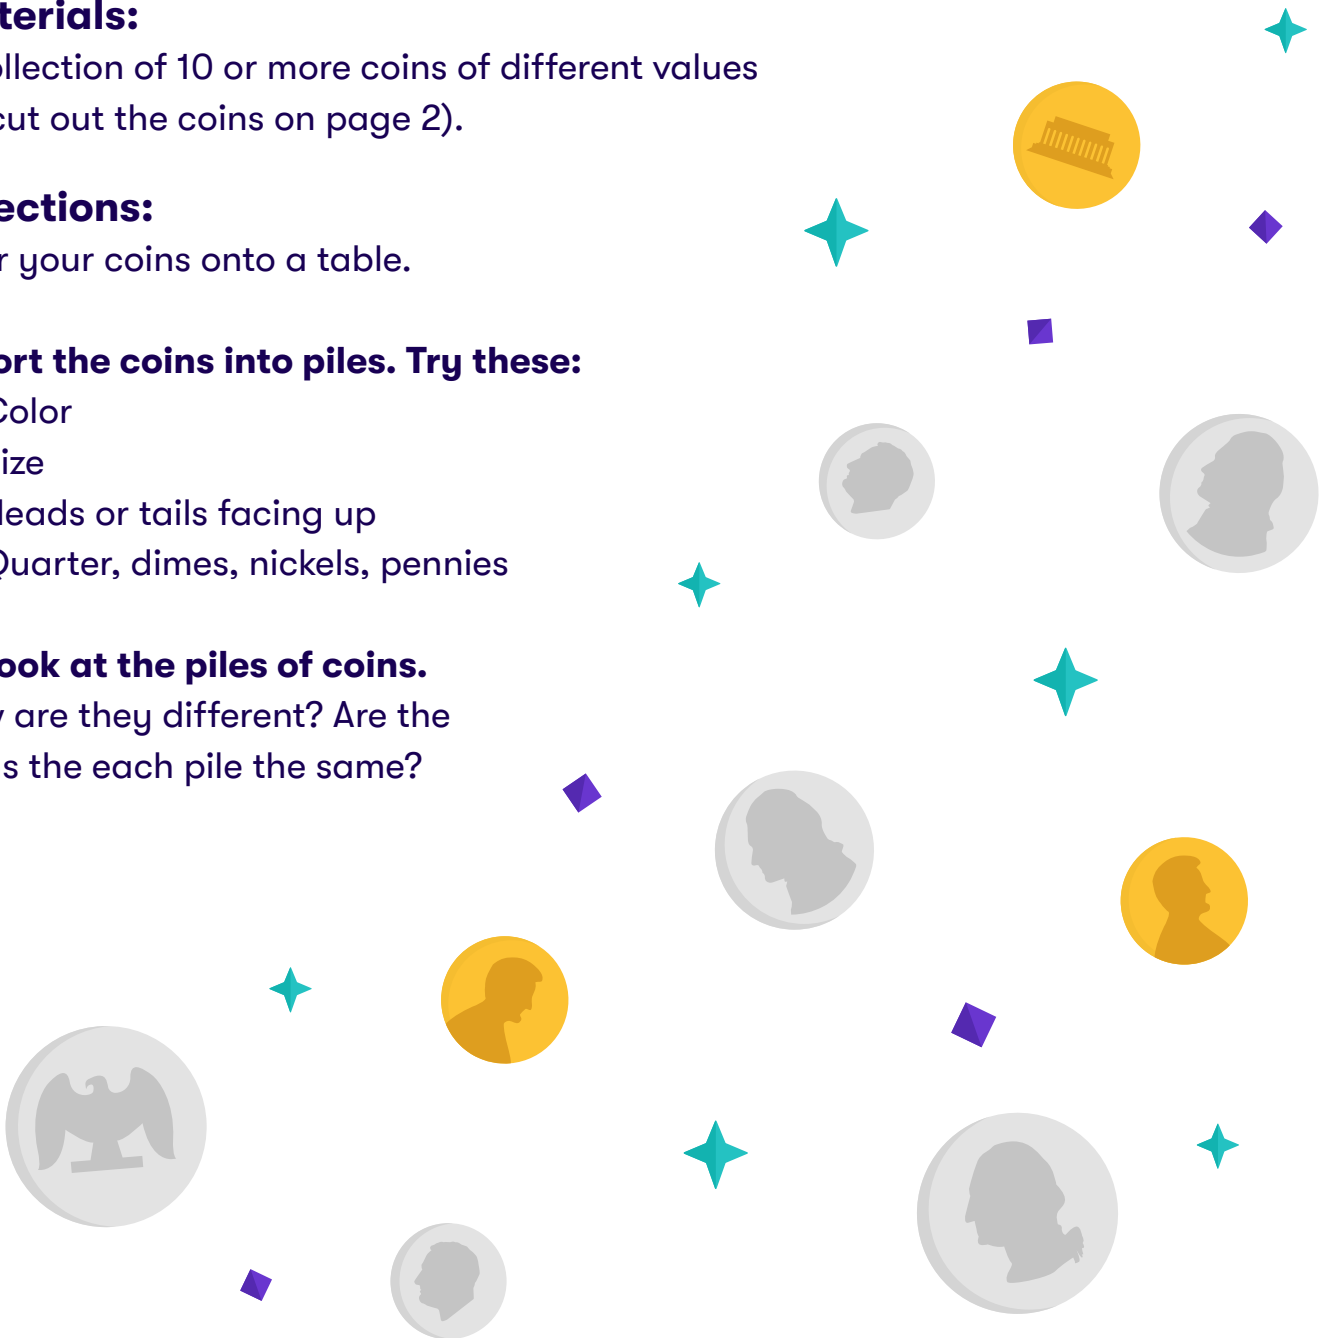 terials:
ollection of 10 or more coins of different values
cut out the coins on page 2).
ections:
r your coins onto a table.
ort the coins into piles. Try these:
Color
ize
leads or tails facing up
Quarter, dimes, nickels, pennies
ook at the piles of coins.
are they different? Are the
s the each pile the same?